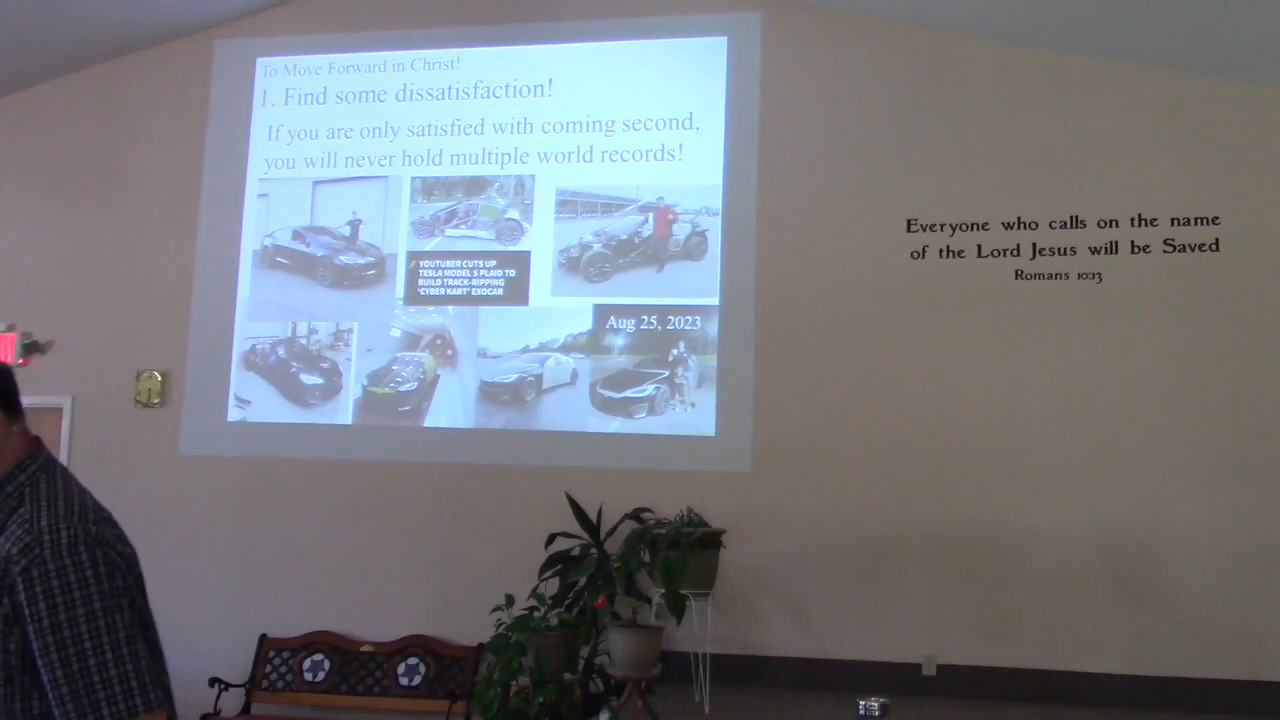 To Move Forward in Christ!
1. Find some dissatisfaction!
If you are only satisfied with coming second,
you will never hold multiple world records!
YOUTUBER CUTS UP
TESLA MODEL S PLAID TO
BUILD TRACK-RIPPING
'CYBER KART' EXOCAR
Aug 25, 2023
Everyone who calls on the name
of the Lord Jesus will be Saved
Romans 10:13